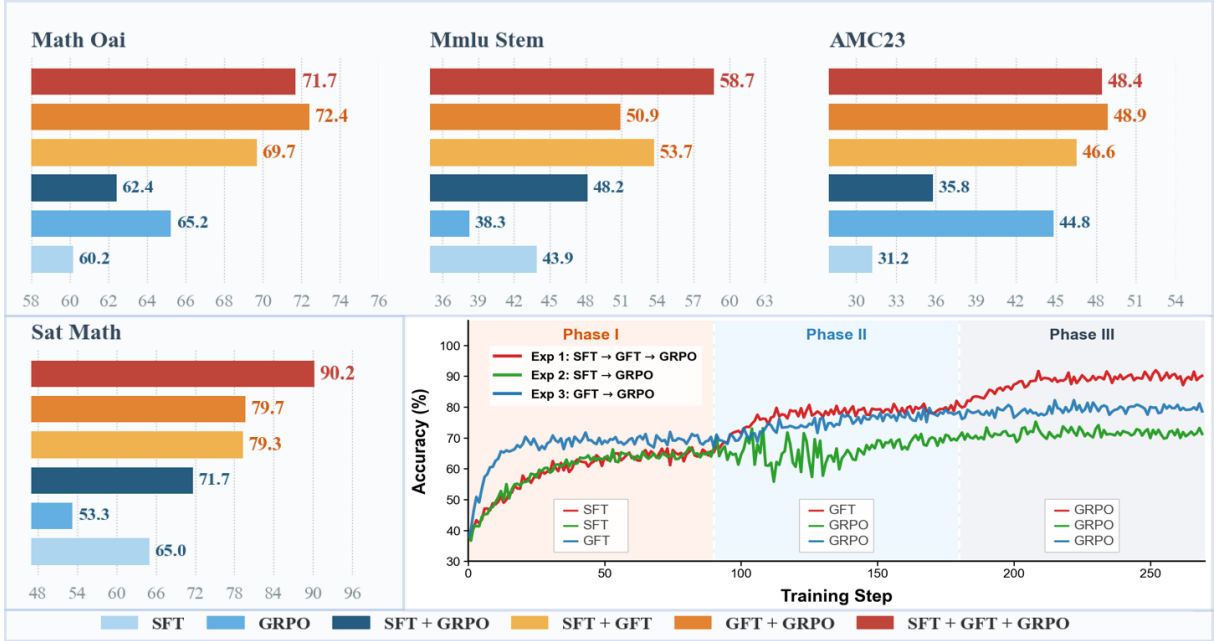 Math Oai
71.7
72.4
69.7
62.4
65.2
60.2
58 60 62 64 66 68 70 72 74 76
Mmlu Stem
58.7
50.9
53.7
48.2
38.3
43.9
36 39 42 45 48 51 54 57 60 63
AMC23
48.4
48.9
46.6
35.8
44.8
31.2
30 33 36 39 42 45 48 51 54
Sat Math
90.2
79.7
79.3
71.7
53.3
65.0
48 54 60 66 72 78 84 90 96
Phase I Phase II Phase III
Exp 1: SFT → GFT → GRPO
Exp 2: SFT → GRPO
Exp 3: GFT → GRPO
Accuracy (%)
100
90
80
70
60
50
40
30
SFT
SFT
GFT
GFT
GRPO
GRPO
GRPO
GRPO
GRPO
0 50 100 150 200 250
Training Step
SFT GRPO SFT + GRPO SFT + GFT GFT + GRPO SFT + GFT + GRPO